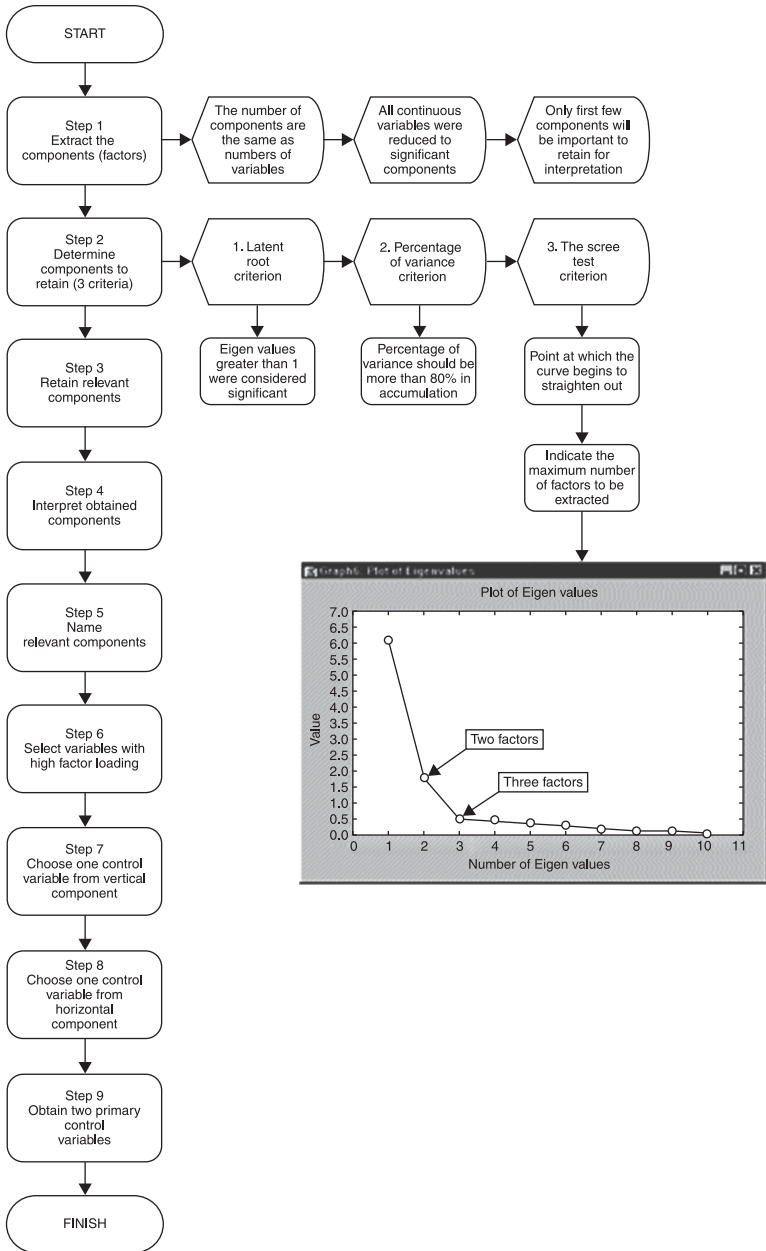 START
Step 1
Extract the
components (factors)
The number of
components are
the same as
numbers of
variables
All continuous
variables were
reduced to
significant
components
Only first few
components will
be important to
retain for
interpretation
Step 2
Determine
components to
retain (3 criteria)
1. Latent
root
criterion
2. Percentage
of variance
criterion
3. The scree
test
criterion
Eigen values
greater than 1
were considered
significant
Percentage of
variance should be
more than 80% in
accumulation
Point at which the
curve begins to
straighten out
Indicate the
maximum number
of factors to be
extracted
Step 3
Retain relevant
components
Step 4
Interpret obtained
components
Step 5
Name
relevant components
Step 6
Select variables with
high factor loading
Step 7
Choose one control
variable from vertical
component
Step 8
Choose one control
variable from
horizontal
component
Step 9
Obtain two primary
control
variables
FINISH
Graph6: Plot of Eigenvalues
Plot of Eigen values
Value
7.0
6.5
6.0
5.5
5.0
4.5
4.0
3.5
3.0
2.5
2.0
1.5
1.0
0.5
0.0
Two factors
Three factors
0 1 2 3 4 5 6 7 8 9 10 11
Number of Eigen values